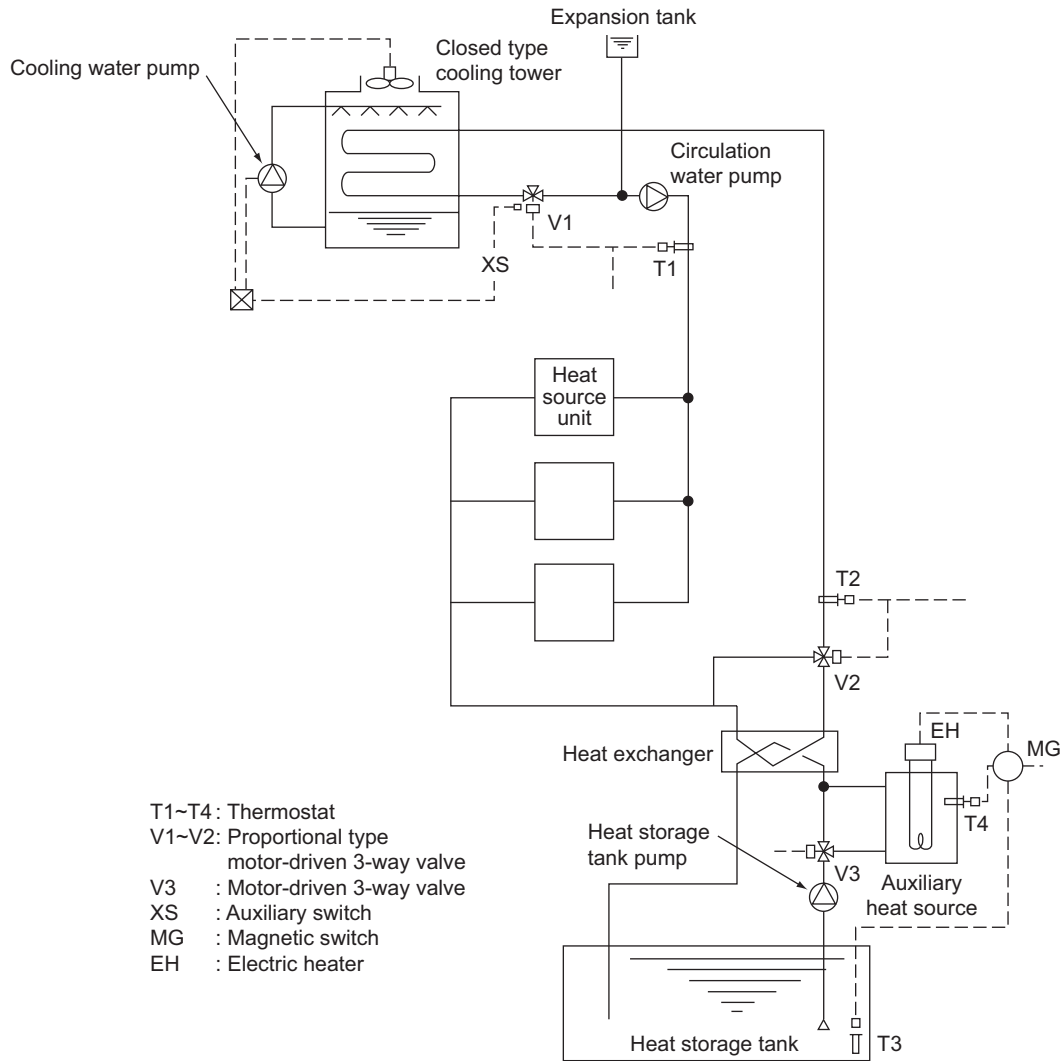 Expansion tank
Closed type
cooling tower
Cooling water pump
Circulation
water pump
V1
XS
T1
Heat
source
unit
T2
V2
EH
MG
Heat exchanger
T4
T1~T4 : Thermostat
V1~V2: Proportional type
motor-driven 3-way valve
V3 : Motor-driven 3-way valve
XS : Auxiliary switch
MG : Magnetic switch
EH : Electric heater
Heat storage
tank pump
V3
Auxiliary
heat source
Heat storage tank
T3